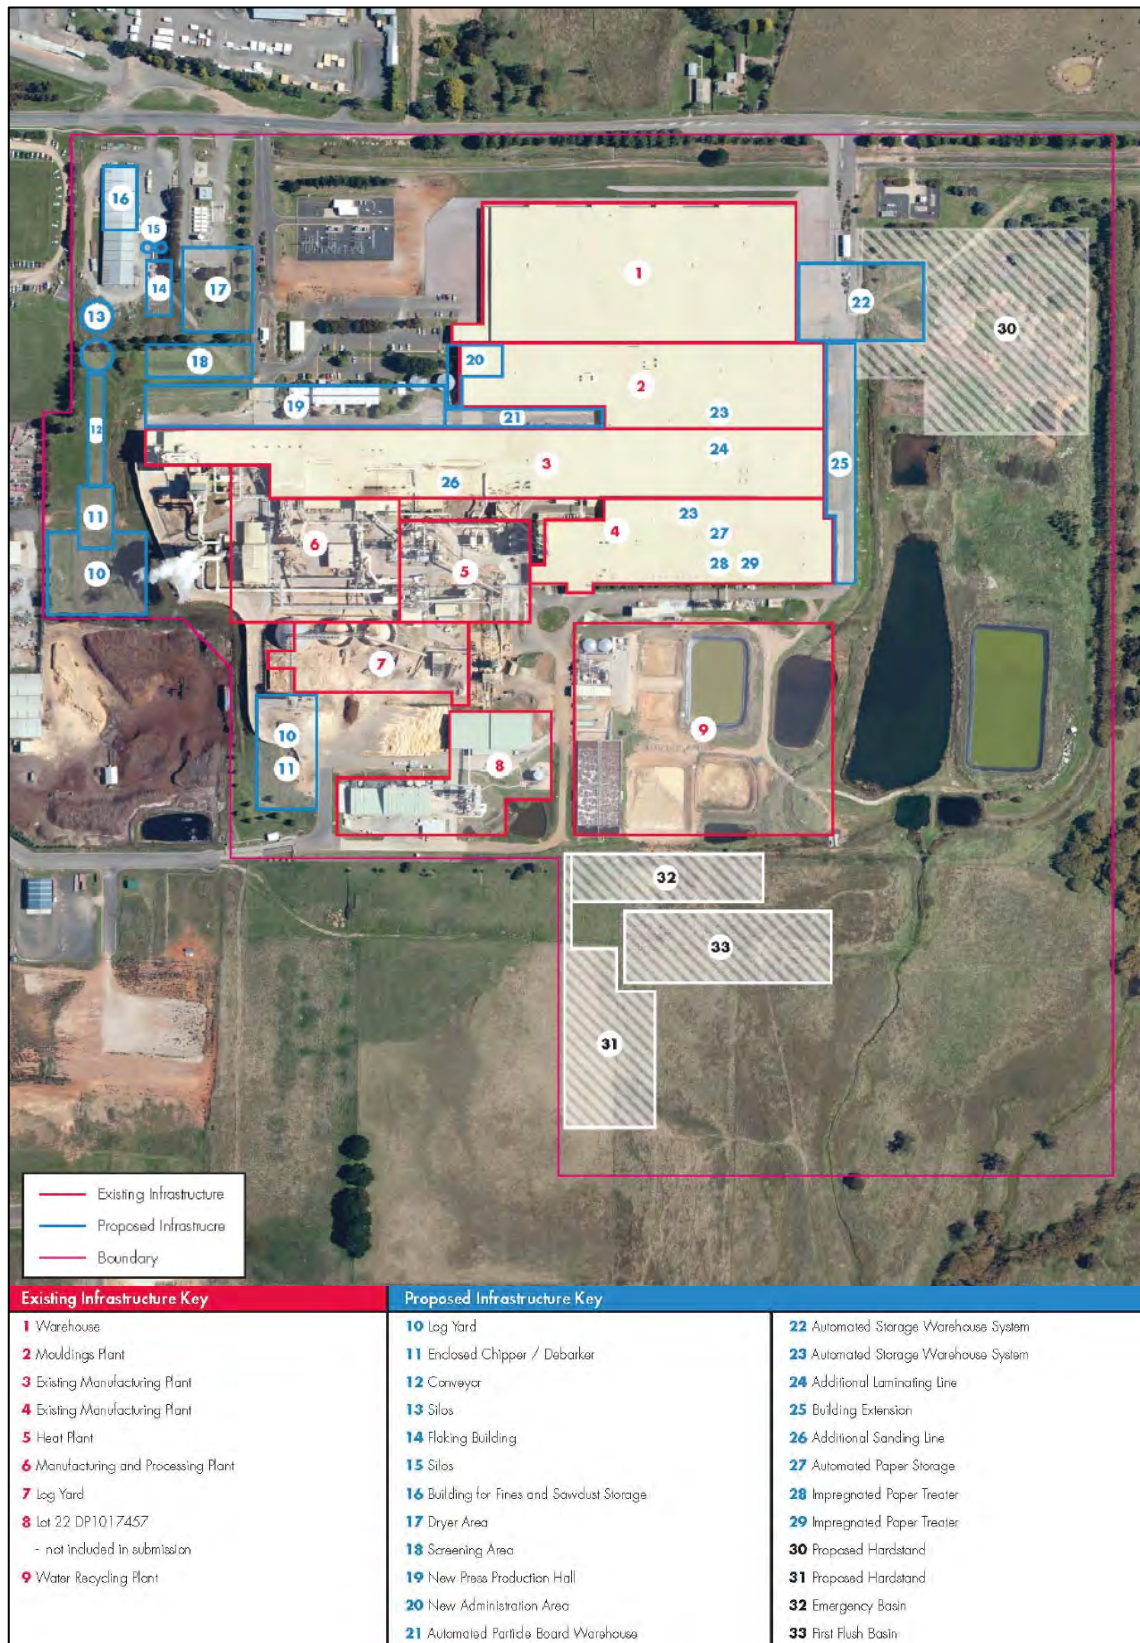 16
15
14
17
13
18
1
22
30
20
2
19
21
23
12
24
3
25
26
11
23
4
27
6
5
28
29
10
7
10
9
11
8
32
33
31
Existing Infrastructure
Proposed Infrastrucre
Boundary
Existing Infrastructure Key
1 Warehouse
2 Mouldings Plant
3 Existing Manufacturing Plant
4 Existing Manufacturing Plant
5 Heat Plant
6 Manufacturing and Processing Plant
7 Log Yard
8 Lot 22 DP1017457
- not included in submission
9 Water Recycling Plant
Proposed Infrastructure Key
10 Log Yard
11 Enclosed Chipper / Debarker
12 Conveyor
13 Silos
14 Flaking Building
15 Silos
16 Building for Fines and Sawdust Storage
17 Dryer Area
18 Screening Area
19 New Press Production Hall
20 New Administration Area
21 Automated Particle Board Warehouse
22 Automated Storage Warehouse System
23 Automated Storage Warehouse System
24 Additional Laminating Line
25 Building Extension
26 Additional Sanding Line
27 Automated Paper Storage
28 Impregnated Paper Treater
29 Impregnated Paper Treater
30 Proposed Hardstand
31 Proposed Hardstand
32 Emergency Basin
33 First Flush Basin